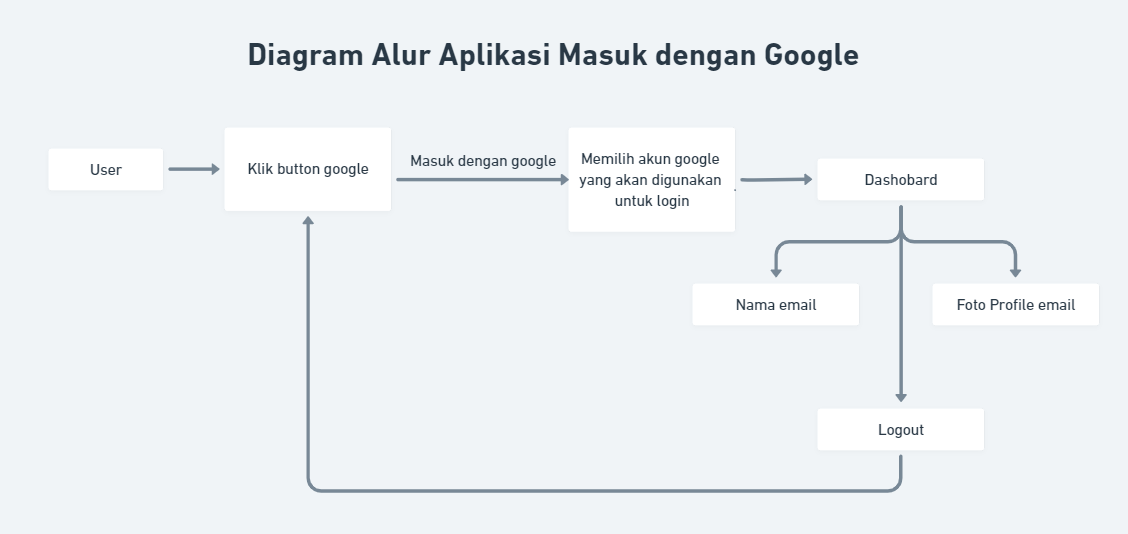 Diagram Alur Aplikasi Masuk dengan Google
User
Klik button google
Masuk dengan google
Memilih akun google
yang akan digunakan
untuk login
Dashobard
Nama email
Foto Profile email
Logout